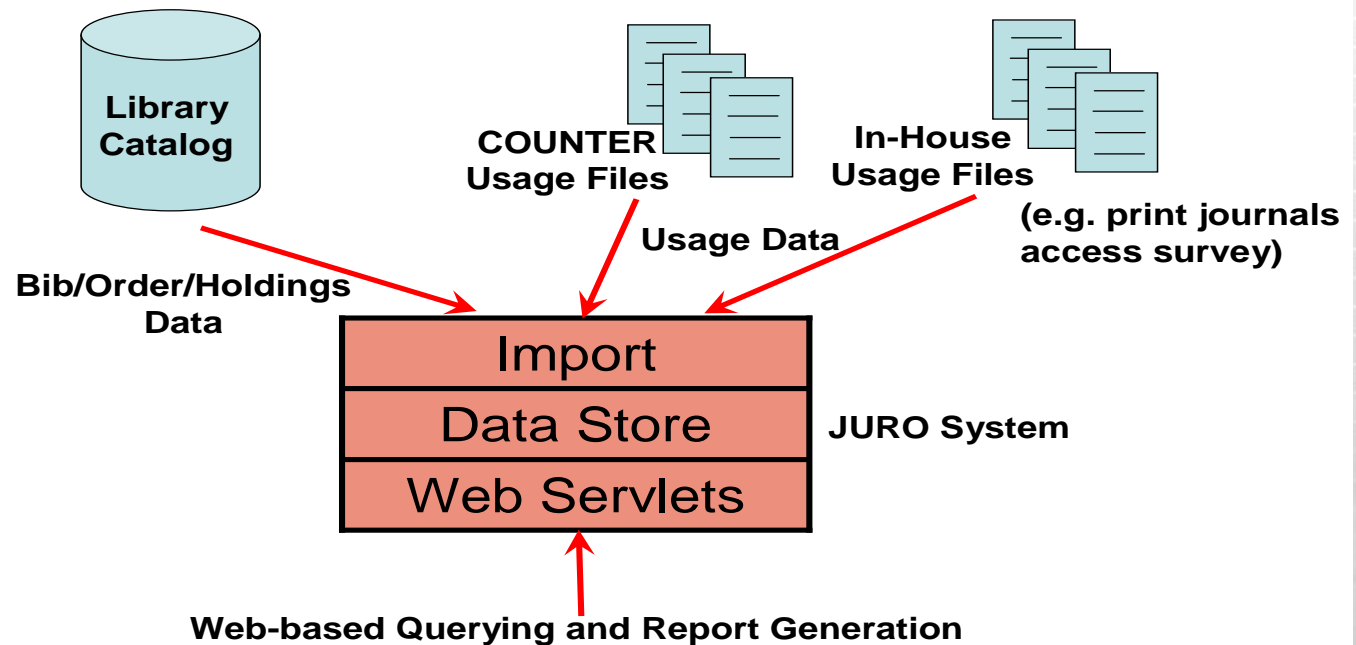 Library
Catalog
COUNTER
Usage Files
In-House
Usage Files
(e.g. print journals
access survey)
Usage Data
Bib/Order/Holdings
Data
Import
Data Store
JURO System
Web Servlets
Web-based Querying and Report Generation